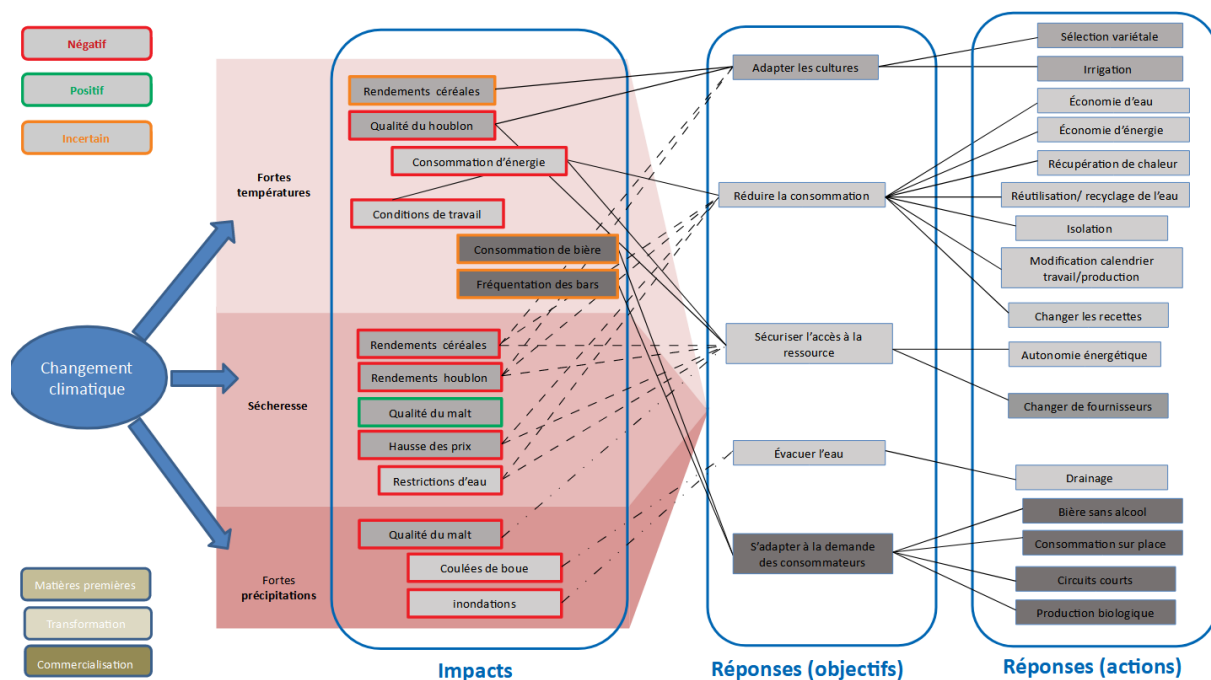 Négatif
Positif
Incertain
Changement
climatique
Matières premières
Transformation
Commercialisation
Fortes
températures
Sécheresse
Fortes
précipitations
Rendements céréales
Qualité du houblon
Consommation d’énergie
Conditions de travail
Consommation de bière
Fréquentation des bars
Rendements céréales
Rendements houblon
Qualité du malt
Hausse des prix
Restrictions d’eau
Qualité du malt
Coulées de boue
inondations
Impacts
Adapter les cultures
Réduire la consommation
Sécuriser l’accès à la
ressource
Évacuer l’eau
S’adapter à la demande
des consommateurs
Réponses (objectifs)
Sélection variétale
Irrigation
Économie d’eau
Économie d’énergie
Récupération de chaleur
Réutilisation/ recyclage de l’eau
Isolation
Modification calendrier
travail/production
Changer les recettes
Autonomie énergétique
Changer de fournisseurs
Drainage
Bière sans alcool
Consommation sur place
Circuits courts
Production biologique
Réponses (actions)